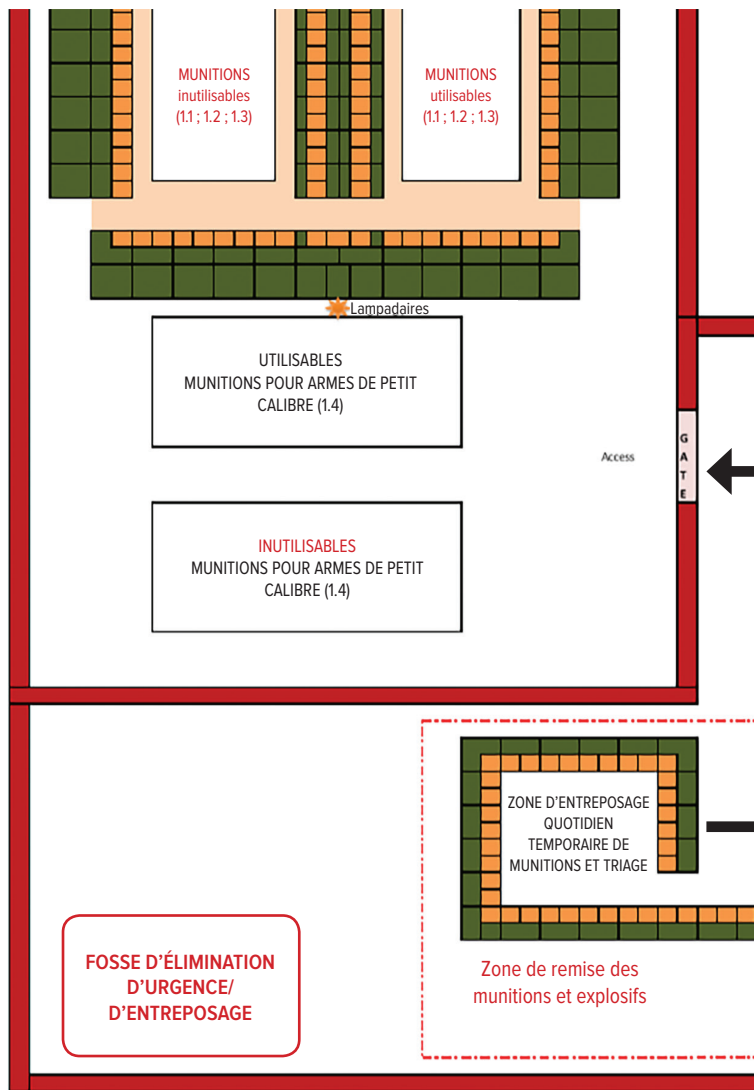 MUNITIONS
inutilisables
(1.1 ; 1.2 ; 1.3)
MUNITIONS
utilisables
(1.1 ; 1.2 ; 1.3)
Lampadaires
UTILISABLES
MUNITIONS POUR ARMES DE PETIT
CALIBRE (1.4)
Access
GATE
INUTILISABLES
MUNITIONS POUR ARMES DE PETIT
CALIBRE (1.4)
ZONE D'ENTREPOSAGE
QUOTIDIEN
TEMPORAIRE DE
MUNITIONS ET TRIAGE
FOSSE D'ÉLIMINATION
D'URGENCE/
D'ENTREPOSAGE
Zone de remise des
munitions et explosifs